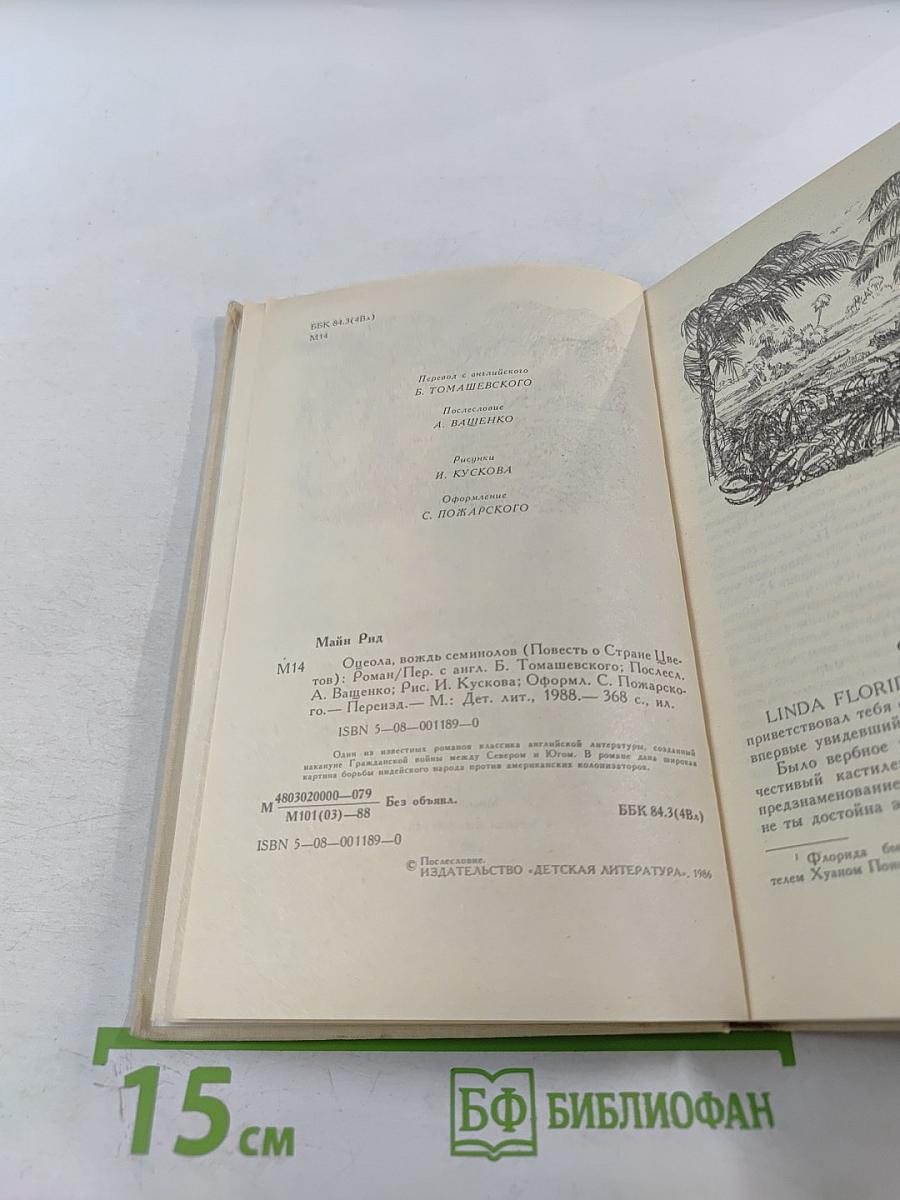 ББК 84.3(4Вл)
М14
Перевод с английского
Б. ТОМАШЕВСКОГО
Послесловие
А. ВАЩЕНКО
Рисунки
И. КУСКОВА
Оформление
С. ПОЖАРСКОГО
Майн Рид
М14 Оцеола, вождь семинолов (Повесть о Стране Цве-
тов): Роман/Пер. с англ. Б. Томашевского; Послесл.
А. Ващенко; Рис. И. Кускова; Оформл. С. Пожарско-
го.— Переизд.— М.: Дет. лит., 1988.— 368 с., ил.
ISBN 5—08—001189—0
Один из известных романов классика английской литературы, созданный
накануне Гражданской войны между Севером и Югом. В романе дана широкая
картина борьбы индейского народа против американских колонизаторов.
М 4803020000—079 Без объявл.
М101(03)—88
ББК 84.3(4Вл)
ISBN 5—08—001189—0
© Послесловие.
ИЗДАТЕЛЬСТВО «ДЕТСКАЯ ЛИТЕРАТУРА», 1986
LINDA FLORID
приветствовал тебя
впервые увидевший
Было вербное
честивый кастиле
предзнаменование
не ты достойна
¹ Флорида бы
телем Хуаном Пон
15 см
БФ БИБЛИОФАН